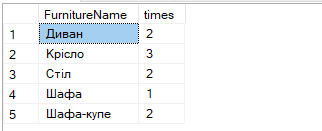 FurnitureName times
1 Диван 2
2 Крісло 3
3 Стіл 2
4 Шафа 1
5 Шафа-купе 2